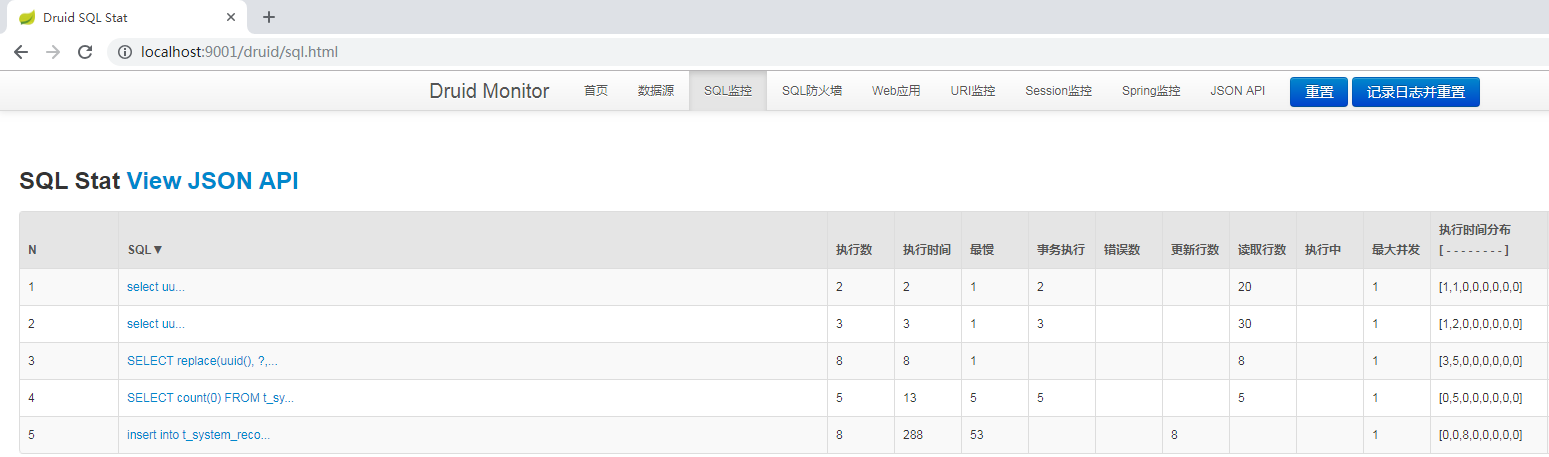 Druid SQL Stat
localhost:9001/druid/sql.html
Druid Monitor 首页 数据源 SQL监控 SQL防火墙 Web应用 URI监控 Session监控 Spring监控 JSON API 重置 记录日志并重置
SQL Stat View JSON API
N SQL▼ 执行数 执行时间 最慢 事务执行 错误数 更新行数 读取行数 执行中 最大并发 执行时间分布
[ - - - - - - - - ]
1 select uu... 2 2 1 2 20 1 [1,1,0,0,0,0,0,0]
2 select uu... 3 3 1 3 30 1 [1,2,0,0,0,0,0,0]
3 SELECT replace(uuid(), ?,... 8 8 1 8 1 [3,5,0,0,0,0,0,0]
4 SELECT count(0) FROM t_sy... 5 13 5 5 5 1 [0,5,0,0,0,0,0,0]
5 insert into t_system_reco... 8 288 53 8 1 [0,0,8,0,0,0,0,0]